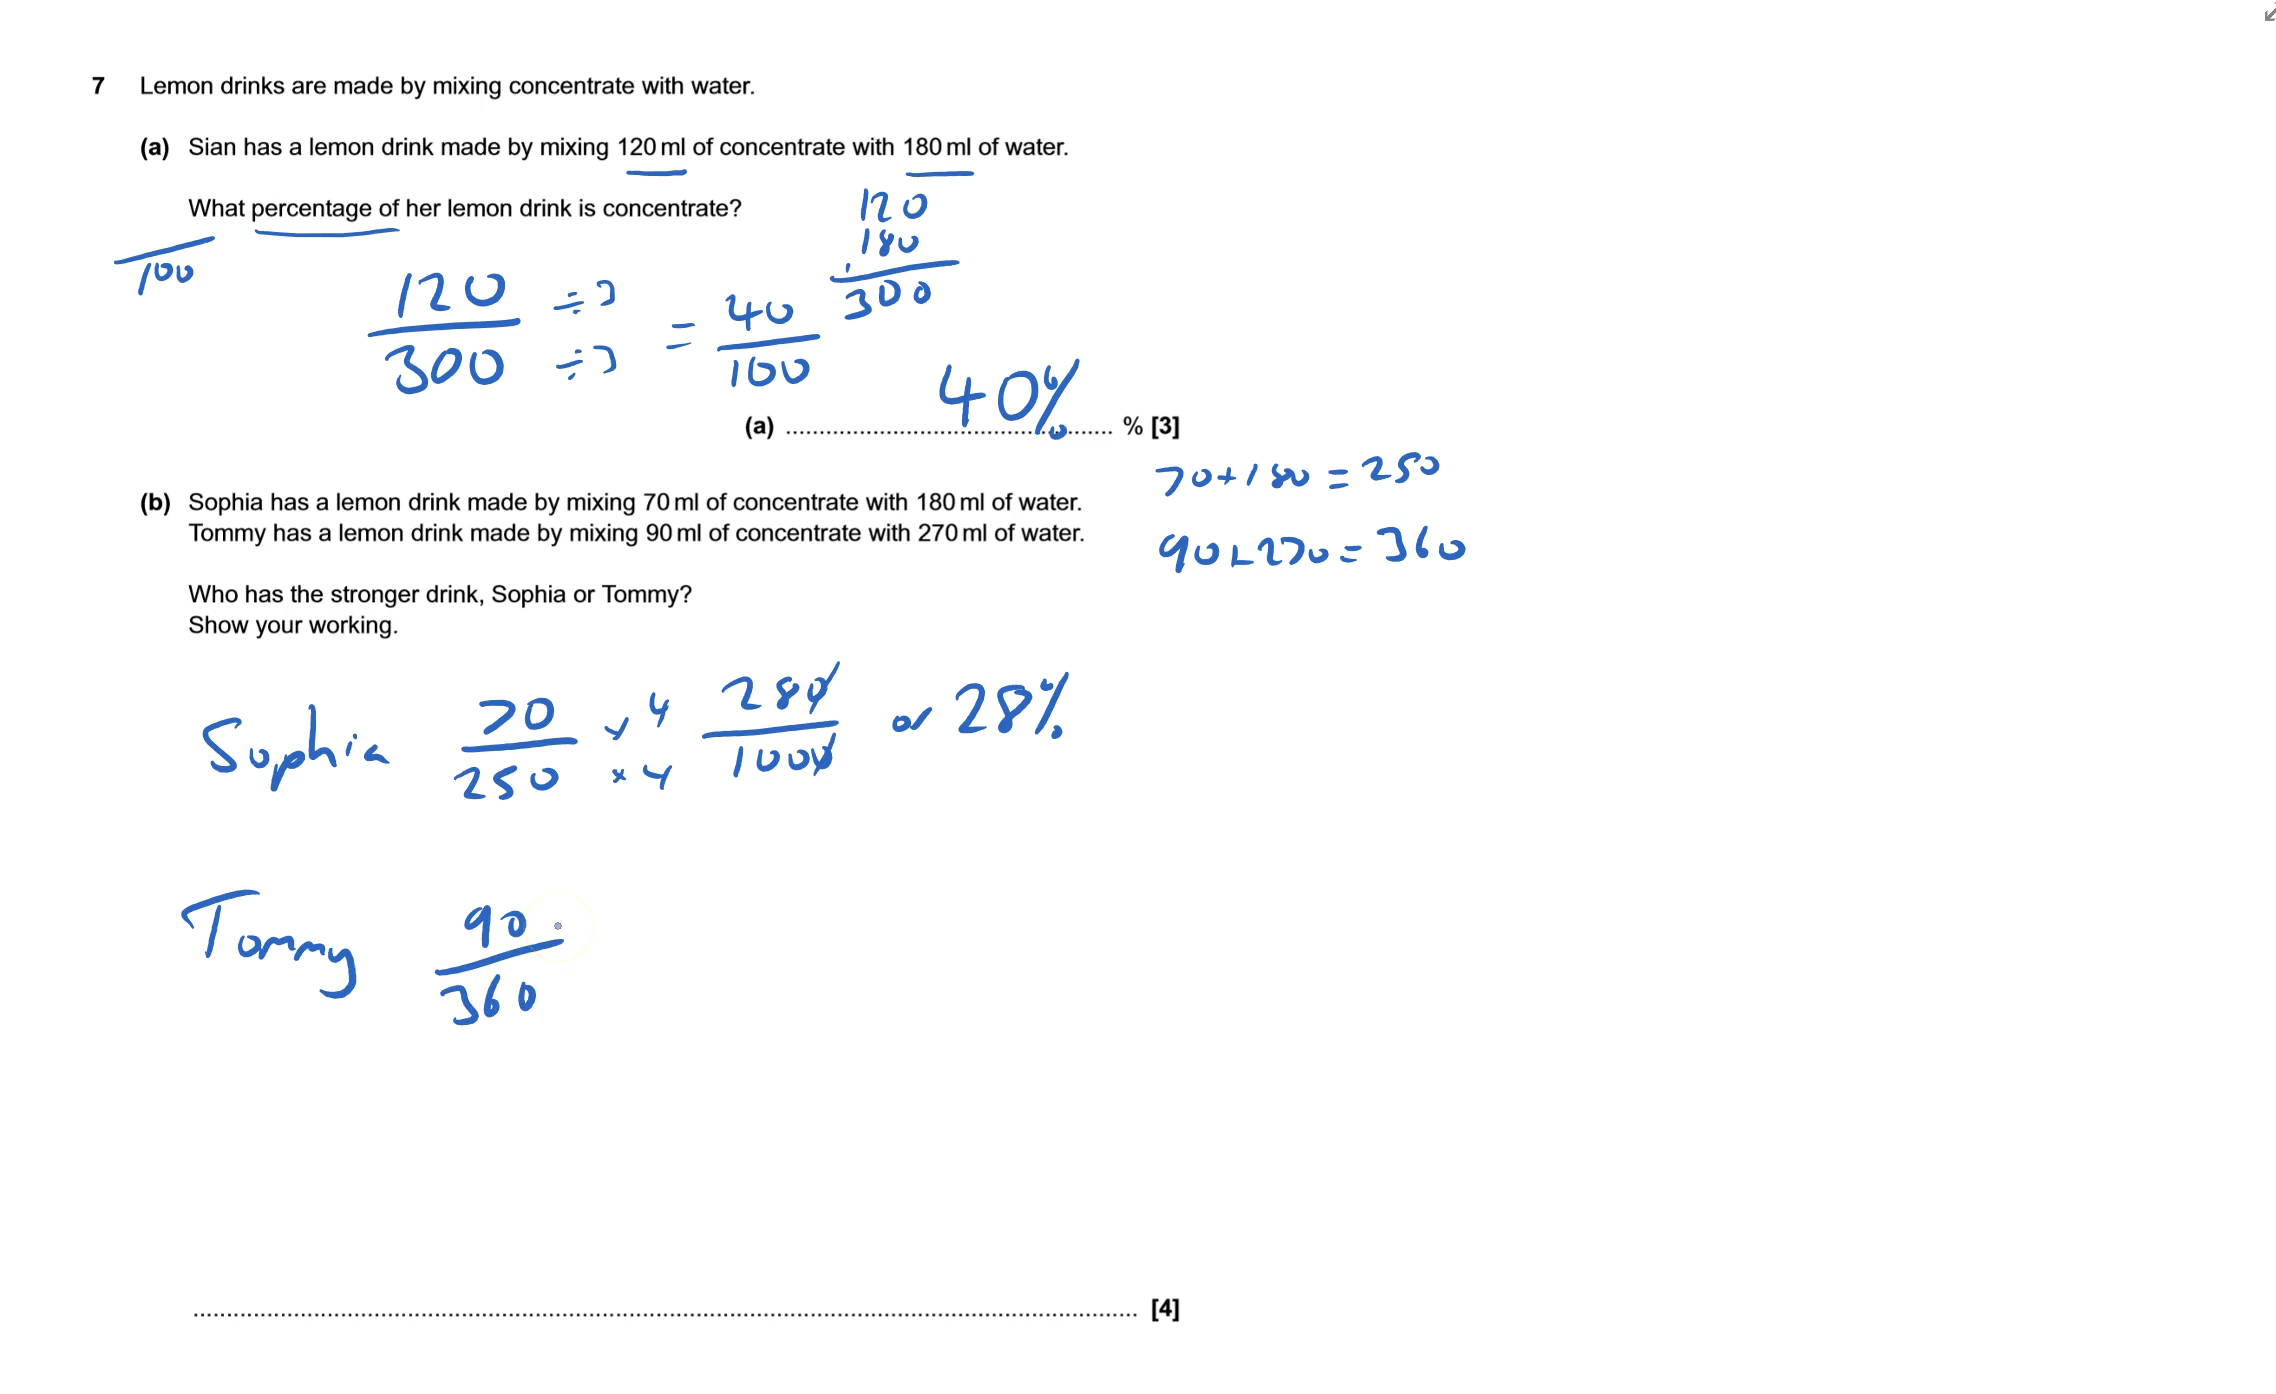 7 Lemon drinks are made by mixing concentrate with water.
(a) Sian has a lemon drink made by mixing 120 ml of concentrate with 180 ml of water.
What percentage of her lemon drink is concentrate?
120
180
300
/100
120/300 ÷3 ÷3 = 40/100
40%
(a) ........................ % [3]
70+180=250
(b) Sophia has a lemon drink made by mixing 70 ml of concentrate with 180 ml of water.
Tommy has a lemon drink made by mixing 90 ml of concentrate with 270 ml of water.
90+270=360
Who has the stronger drink, Sophia or Tommy?
Show your working.
Sophia 70/250 ×4 ×4 280/1000 or 28%
Tommy 90/360
........................ [4]